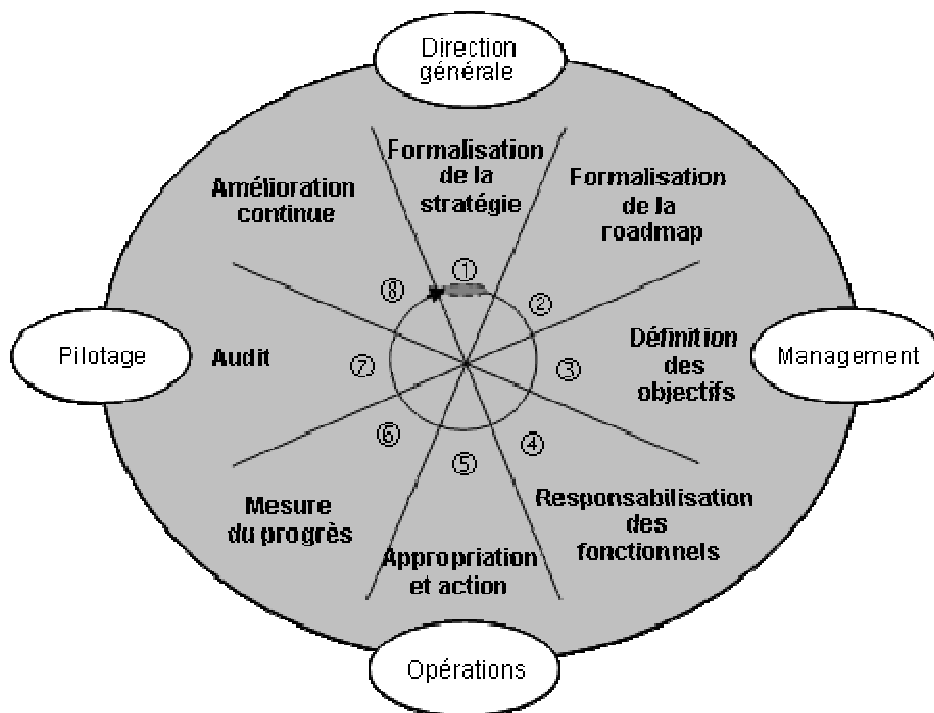 Direction
générale
Formalisation
de la
stratégie
①
Formalisation
de la
roadmap
②
Management
Définition
des
objectifs
③
Responsabilisation
des
fonctionnels
④
Opérations
Appropriation
et action
⑤
Mesure
du progrès
⑥
Pilotage
Audit
⑦
Amélioration
continue
⑧